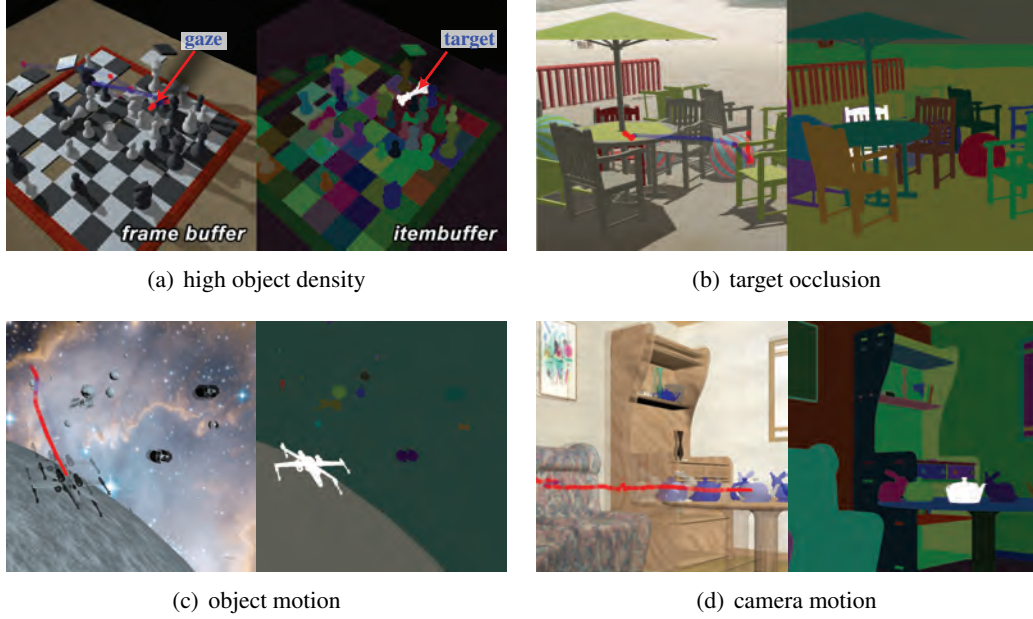 gaze
target
frame buffer
itembuffer
(a) high object density
(b) target occlusion
(c) object motion
(d) camera motion